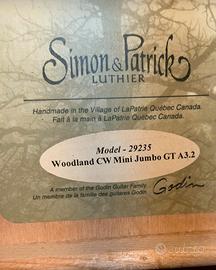 Simon & Patrick
LUTHIER
Handmade in the Village of LaPatrie Québec Canada.
Fait à la main à LaPatrie Québec Canada.
Model - 29235
Woodland CW Mini Jumbo GT A3.2
A member of the Godin Guitar Family.
Un membre de la famille des guitares Godin.
Godin